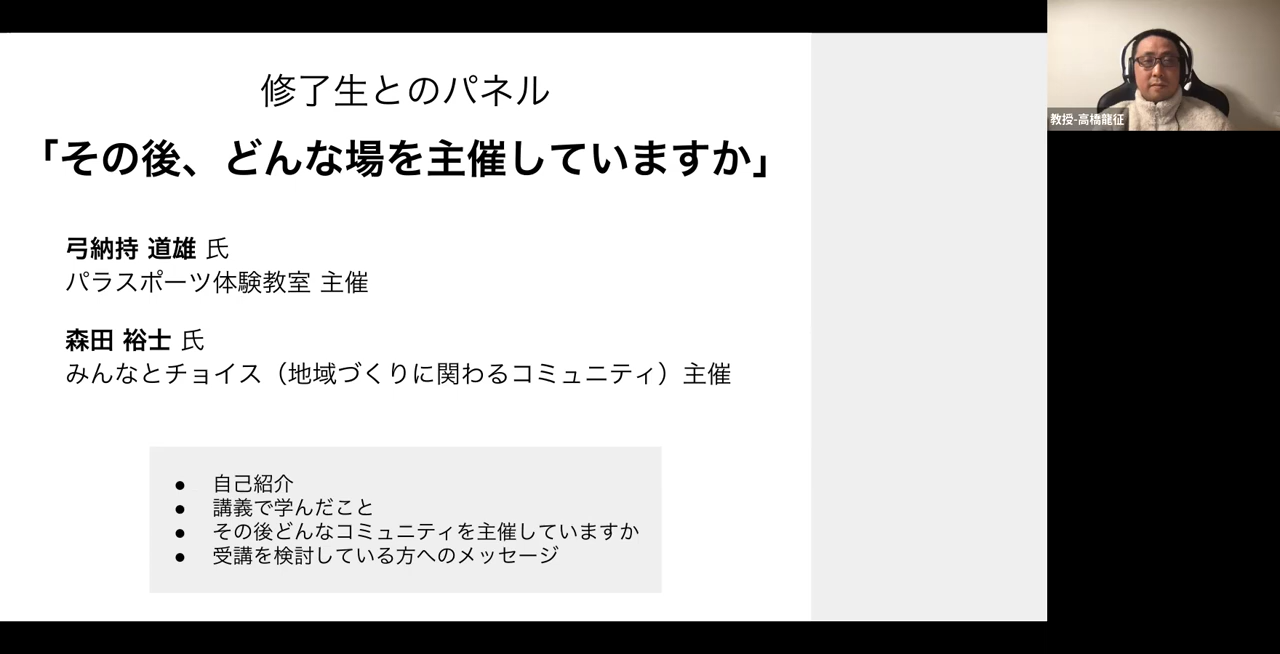 修了生とのパネル
「その後、どんな場を主催していますか」
弓納持 道雄 氏
パラスポーツ体験教室 主催
森田 裕士 氏
みんなとチョイス（地域づくりに関わるコミュニティ）主催
● 自己紹介
● 講義で学んだこと
● その後どんなコミュニティを主催していますか
● 受講を検討している方へのメッセージ
教授-高橋龍征